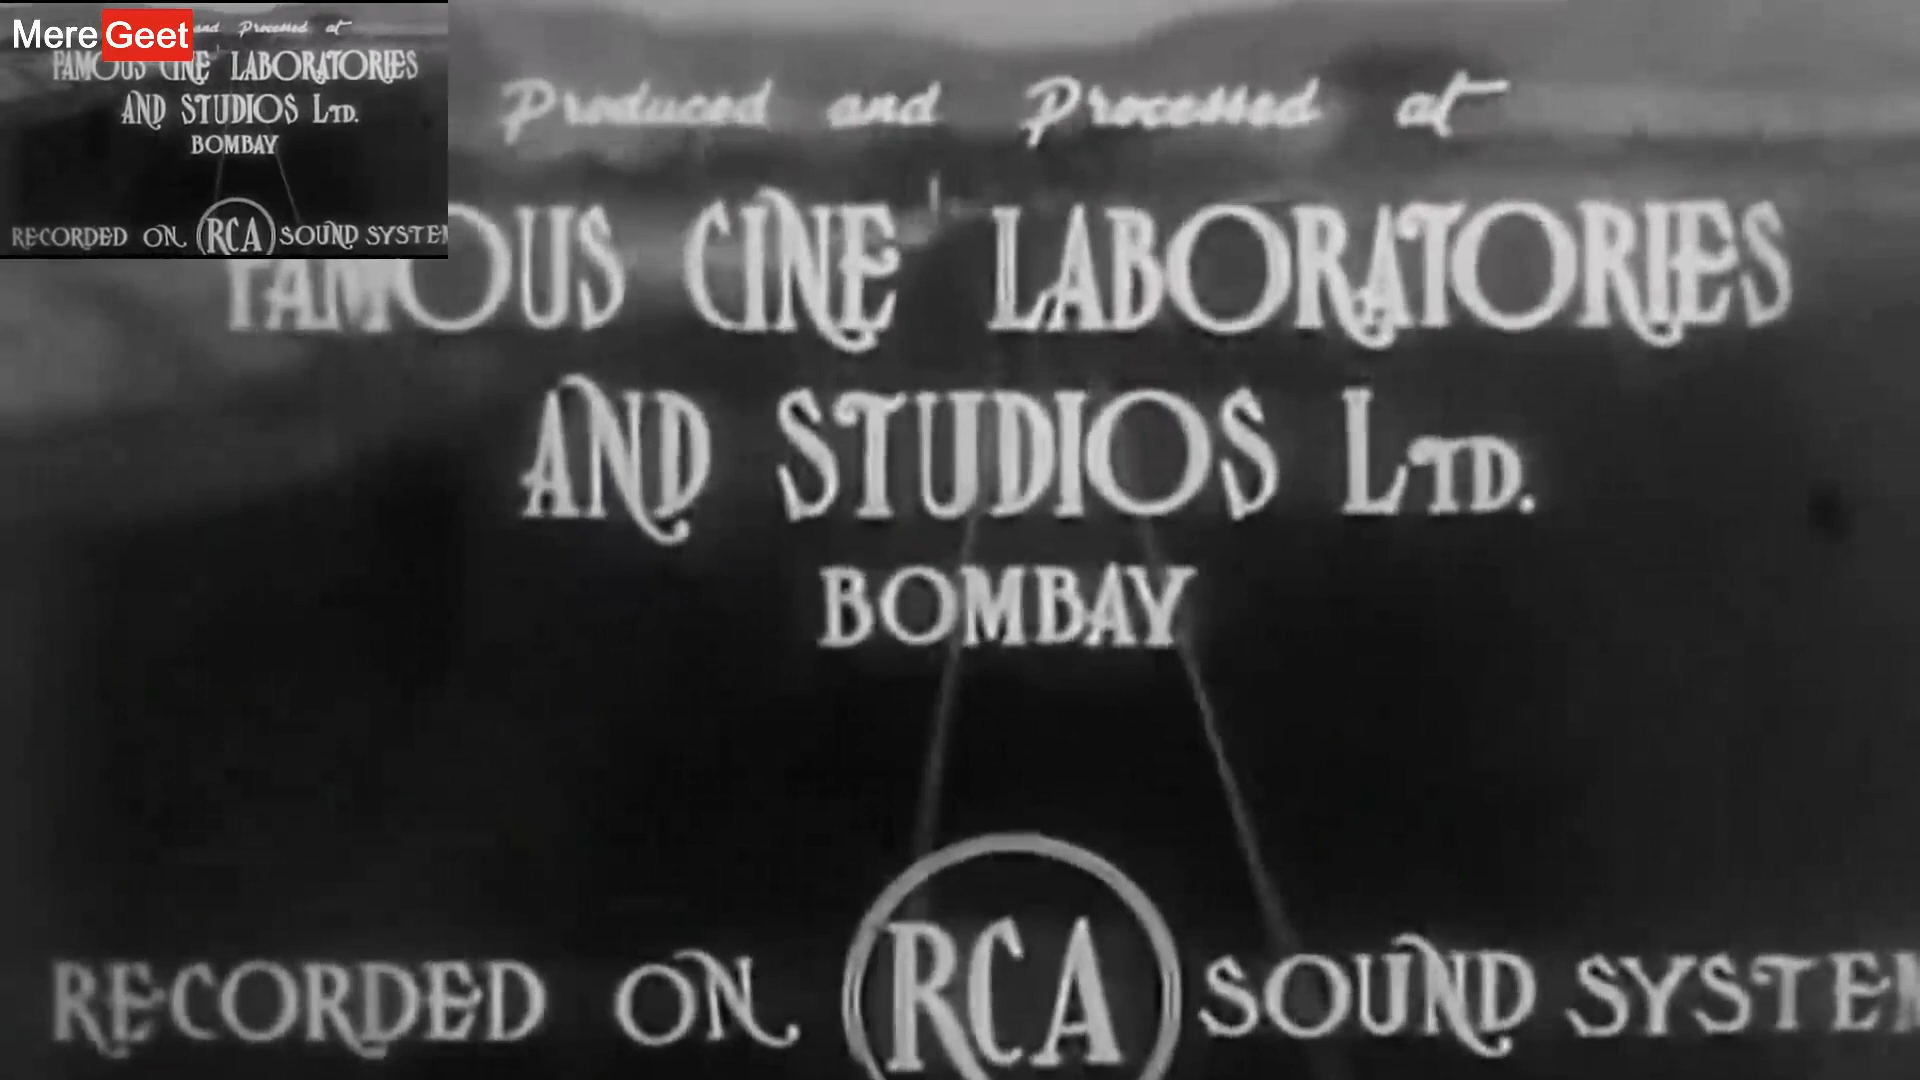 Mere Geet
and Processed at
FAMOUS CINE LABORATORIES
AND STUDIOS LTD.
BOMBAY
RECORDED ON RCA SOUND SYSTEM
Produced and Processed at
FAMOUS CINE LABORATORIES
AND STUDIOS LTD.
BOMBAY
RECORDED ON RCA SOUND SYSTEM